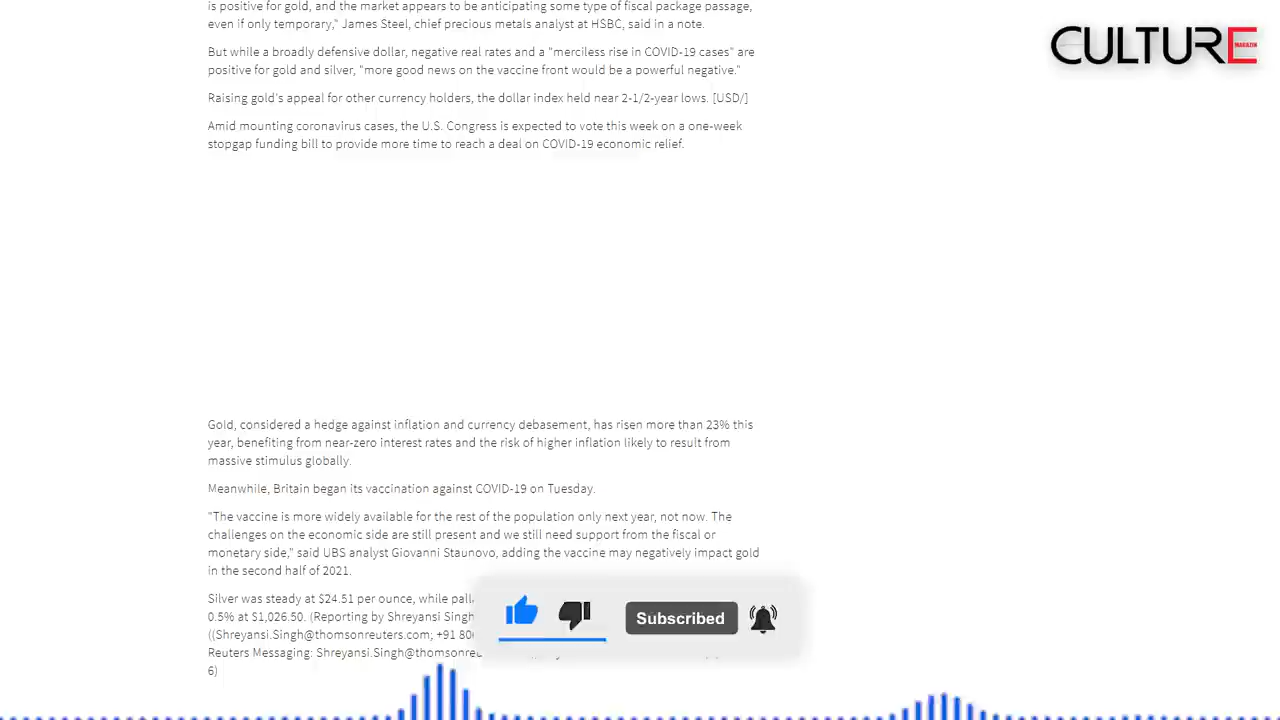 is positive for gold, and the market appears to be anticipating some type of fiscal package passage,
even if only temporary," James Steel, chief precious metals analyst at HSBC, said in a note.
But while a broadly defensive dollar, negative real rates and a "merciless rise in COVID-19 cases" are
positive for gold and silver, "more good news on the vaccine front would be a powerful negative."
Raising gold's appeal for other currency holders, the dollar index held near 2-1/2-year lows. [USD/]
Amid mounting coronavirus cases, the U.S. Congress is expected to vote this week on a one-week
stopgap funding bill to provide more time to reach a deal on COVID-19 economic relief.
CULTURE
MAGAZIN
Gold, considered a hedge against inflation and currency debasement, has risen more than 23% this
year, benefiting from near-zero interest rates and the risk of higher inflation likely to result from
massive stimulus globally.
Meanwhile, Britain began its vaccination against COVID-19 on Tuesday.
"The vaccine is more widely available for the rest of the population only next year, not now. The
challenges on the economic side are still present and we still need support from the fiscal or
monetary side," said UBS analyst Giovanni Staunovo, adding the vaccine may negatively impact gold
in the second half of 2021.
Silver was steady at $24.51 per ounce, while
0.5% at $1,026.50. (Reporting by Shreyansi Singh
((Shreyansi.Singh@thomsonreuters.com; +91
Reuters Messaging:
6)
Subscribed